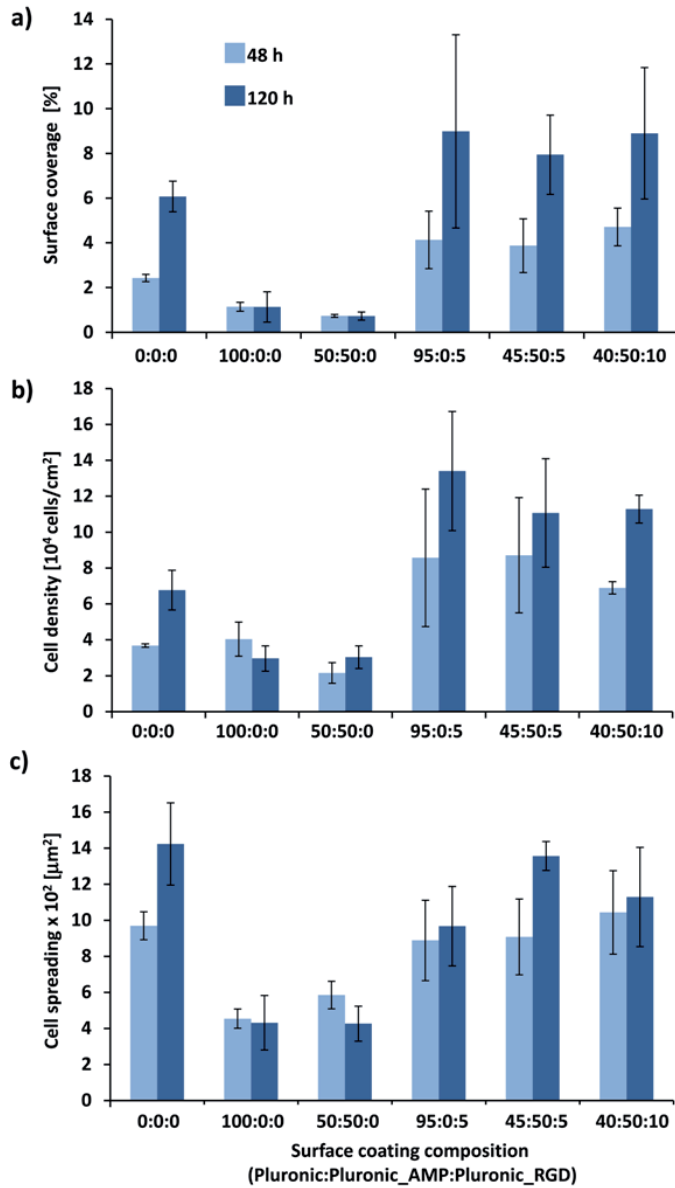 a)
14
12
10
8
6
4
2
0
Surface coverage [%]
48 h
120 h
0:0:0 100:0:0 50:50:0 95:0:5 45:50:5 40:50:10
b)
18
16
14
12
10
8
6
4
2
0
Cell density [10⁴ cells/cm²]
0:0:0 100:0:0 50:50:0 95:0:5 45:50:5 40:50:10
c)
18
16
14
12
10
8
6
4
2
0
Cell spreading x 10² [µm²]
0:0:0 100:0:0 50:50:0 95:0:5 45:50:5 40:50:10
Surface coating composition
(Pluronic:Pluronic_AMP:Pluronic_RGD)